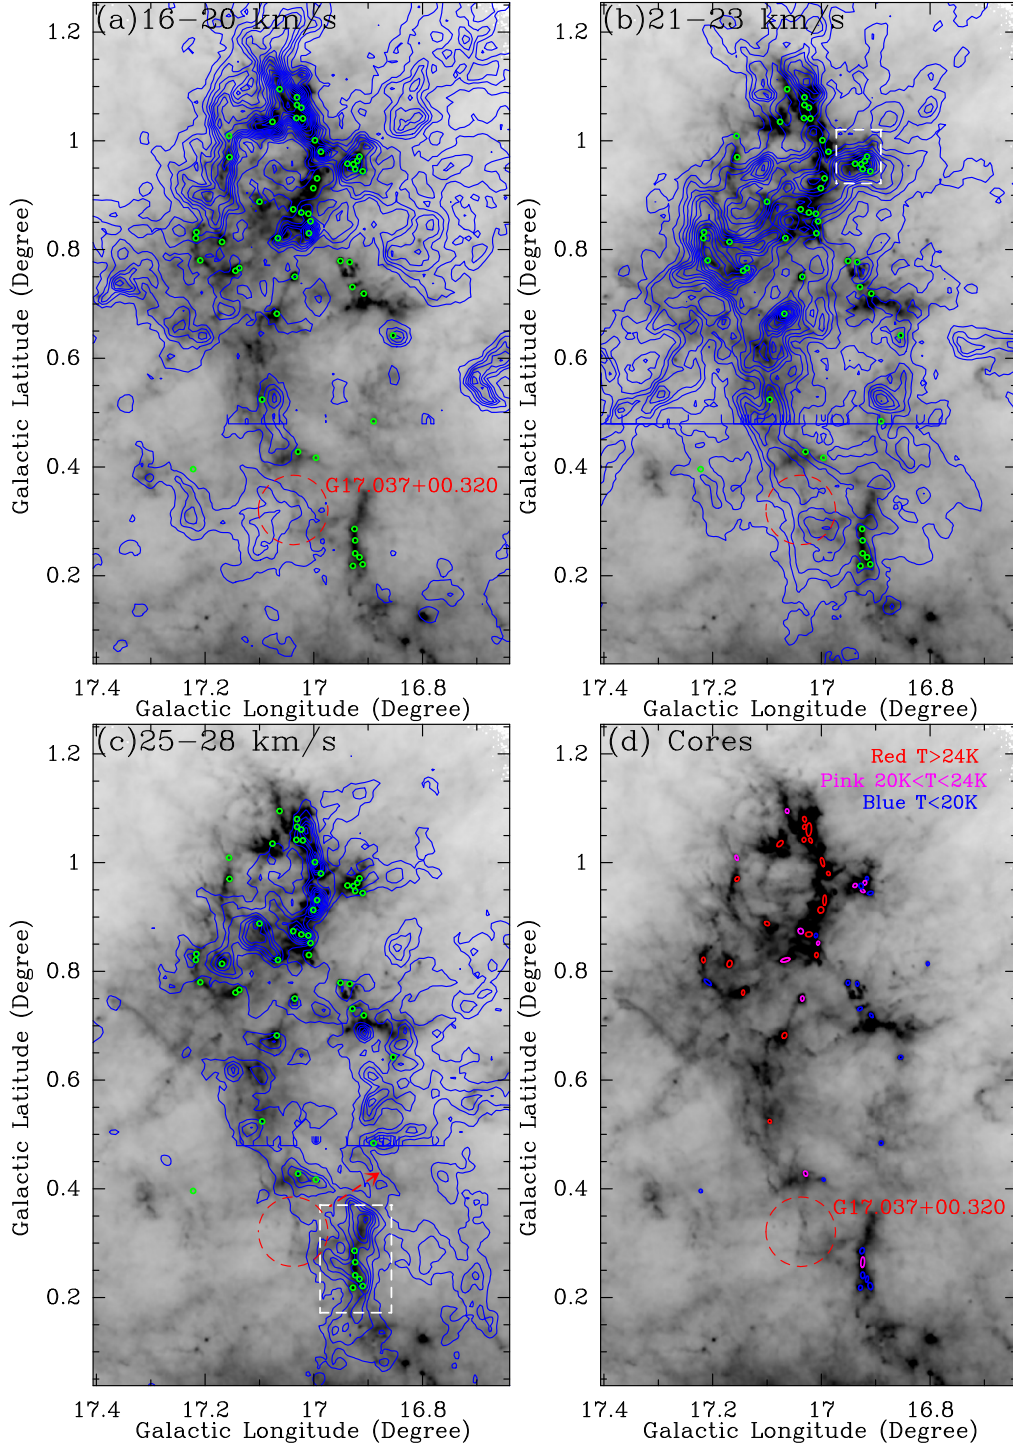 (a)16−20 km/s
(b)21−23 km/s
1.2
1
0.8
0.6
0.4
0.2
Galactic Latitude (Degree)
G17.037+00.320
17.4
17.2
17
16.8
Galactic Longitude (Degree)
1.2
1
0.8
0.6
0.4
0.2
Galactic Latitude (Degree)
17.4
17.2
17
16.8
Galactic Longitude (Degree)
(c)25−28 km/s
1.2
1
0.8
0.6
0.4
0.2
Galactic Latitude (Degree)
17.4
17.2
17
16.8
Galactic Longitude (Degree)
(d) Cores
Red T>24K
Pink 20K<T<24K
Blue T<20K
1.2
1
0.8
0.6
0.4
0.2
Galactic Latitude (Degree)
G17.037+00.320
17.4
17.2
17
16.8
Galactic Longitude (Degree)